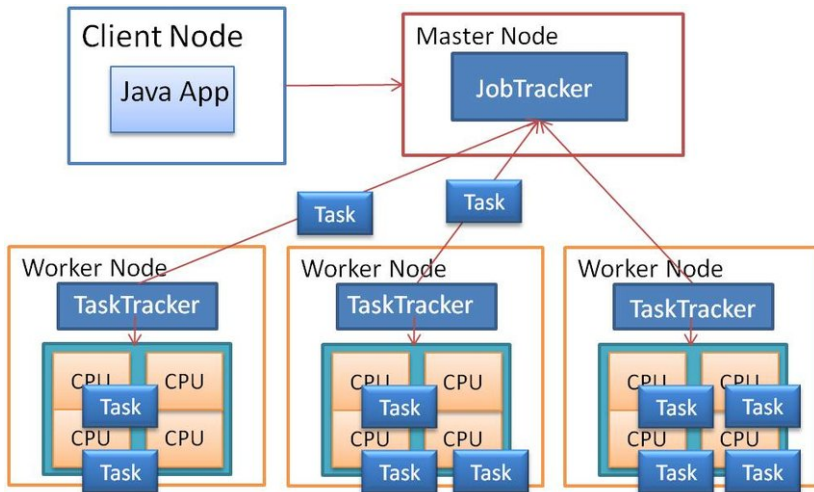 Client Node
Java App
Master Node
JobTracker
Task
Task
Worker Node
TaskTracker
CPU
CPU
Task
CPU
CPU
Task
Worker Node
TaskTracker
CPU
CPU
Task
CPU
CPU
Task
Task
Worker Node
TaskTracker
CPU
CPU
Task
Task
CPU
CPU
Task
Task